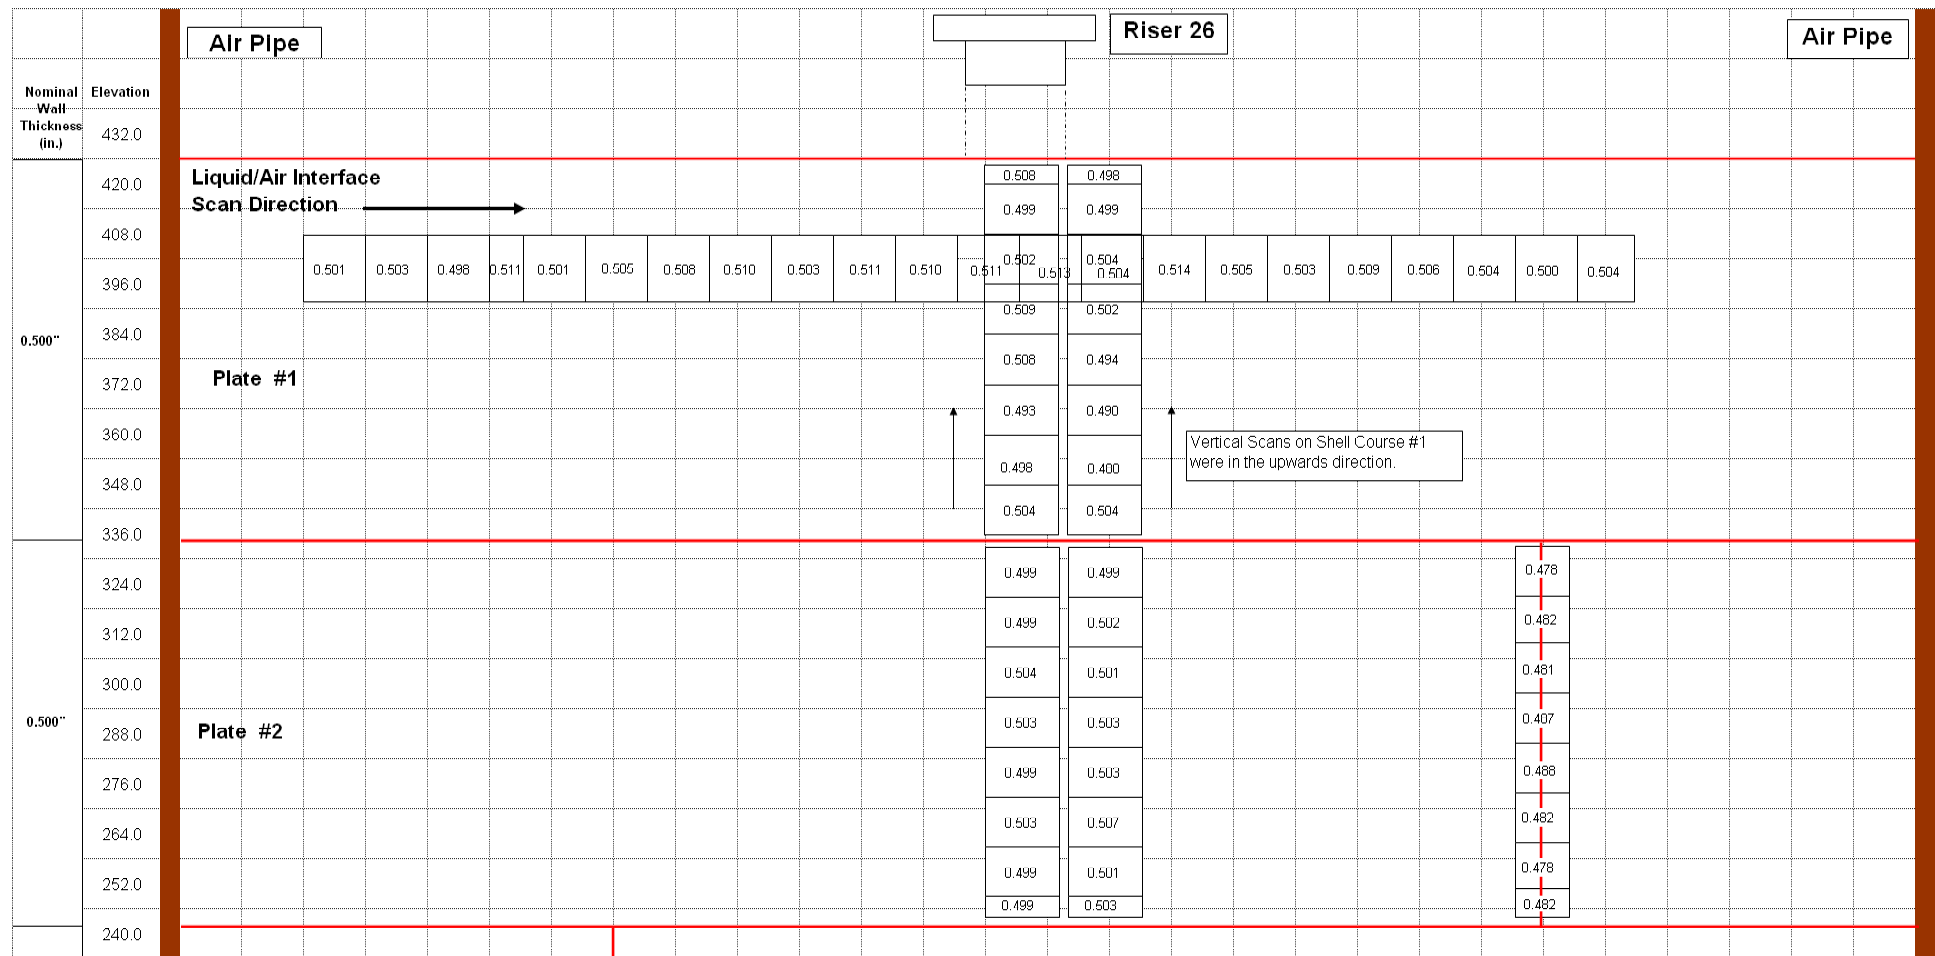 Air Pipe
Riser 26
Air Pipe
Nominal
Wall
Thickness
(in.)
Elevation
432.0
420.0
408.0
396.0
384.0
372.0
360.0
348.0
336.0
324.0
312.0
300.0
288.0
276.0
264.0
252.0
240.0
0.500"
0.500"
Liquid/Air Interface
Scan Direction
0.508 0.498
0.499 0.499
0.501 0.503 0.498 0.511 0.501 0.505 0.508 0.510 0.503 0.511 0.510 0.511 0.513 0.504 0.514 0.505 0.503 0.509 0.506 0.504 0.500 0.504
0.502 0.504
0.509 0.502
0.508 0.494
Plate #1
0.493 0.490
0.498 0.400
0.504 0.504
Vertical Scans on Shell Course #1
were in the upwards direction.
0.499 0.499 0.478
0.499 0.502 0.482
0.504 0.501 0.481
0.503 0.503 0.407
Plate #2
0.499 0.503 0.488
0.503 0.507 0.482
0.499 0.501 0.478
0.499 0.503 0.482